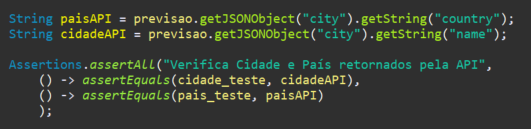 String paisAPI = previsao.getJSONObject("city").getString("country");
String cidadeAPI = previsao.getJSONObject("city").getString("name");
Assertions.assertAll("Verifica Cidade e País retornados pela API",
() -> assertEquals(cidade_teste, cidadeAPI),
() -> assertEquals(pais_teste, paisAPI)
);